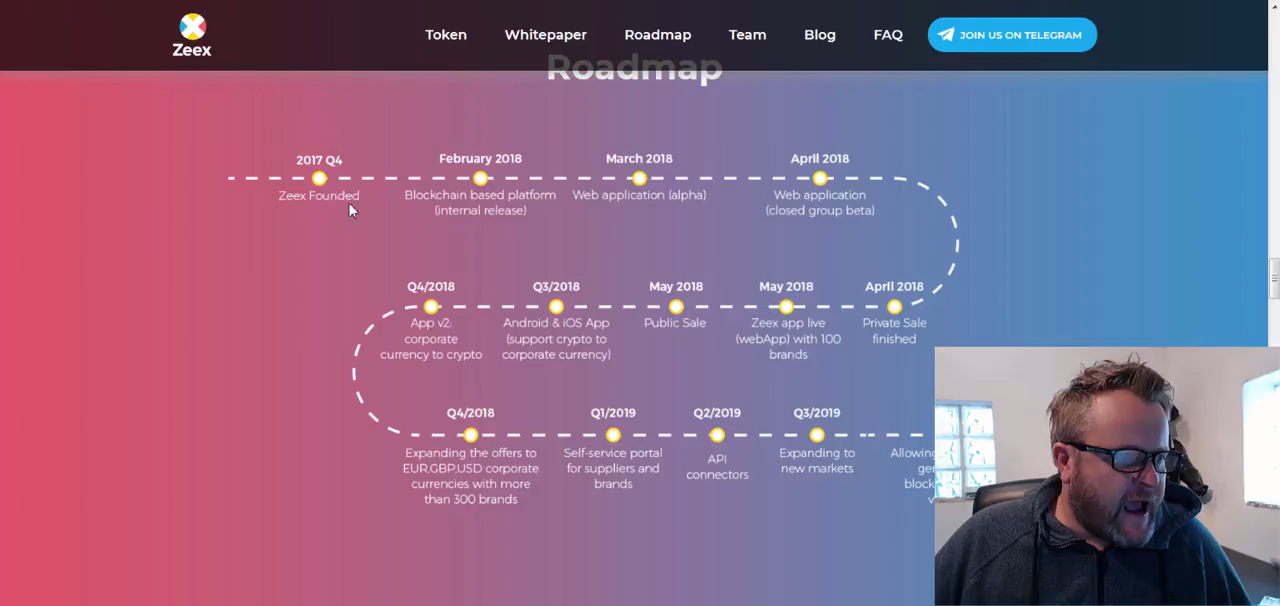 Zeex
Token Whitepaper Roadmap Team Blog FAQ JOIN US ON TELEGRAM
Roadmap
2017 Q4 February 2018 March 2018 April 2018
Zeex Founded Blockchain based platform Web application (alpha) Web application
(internal release) (closed group beta)
Q4/2018 Q3/2018 May 2018 May 2018 April 2018
App v2: Android & iOS App Public Sale Zeex app live Private Sale
corporate (support crypto to (webApp) with 100 finished
currency to crypto corporate currency) brands
Q4/2018 Q1/2019 Q2/2019 Q3/2019
Expanding the offers to Self-service portal API Expanding to Allowing
EUR,GBP,USD corporate for suppliers and connectors new markets
currencies with more brands
than 300 brands